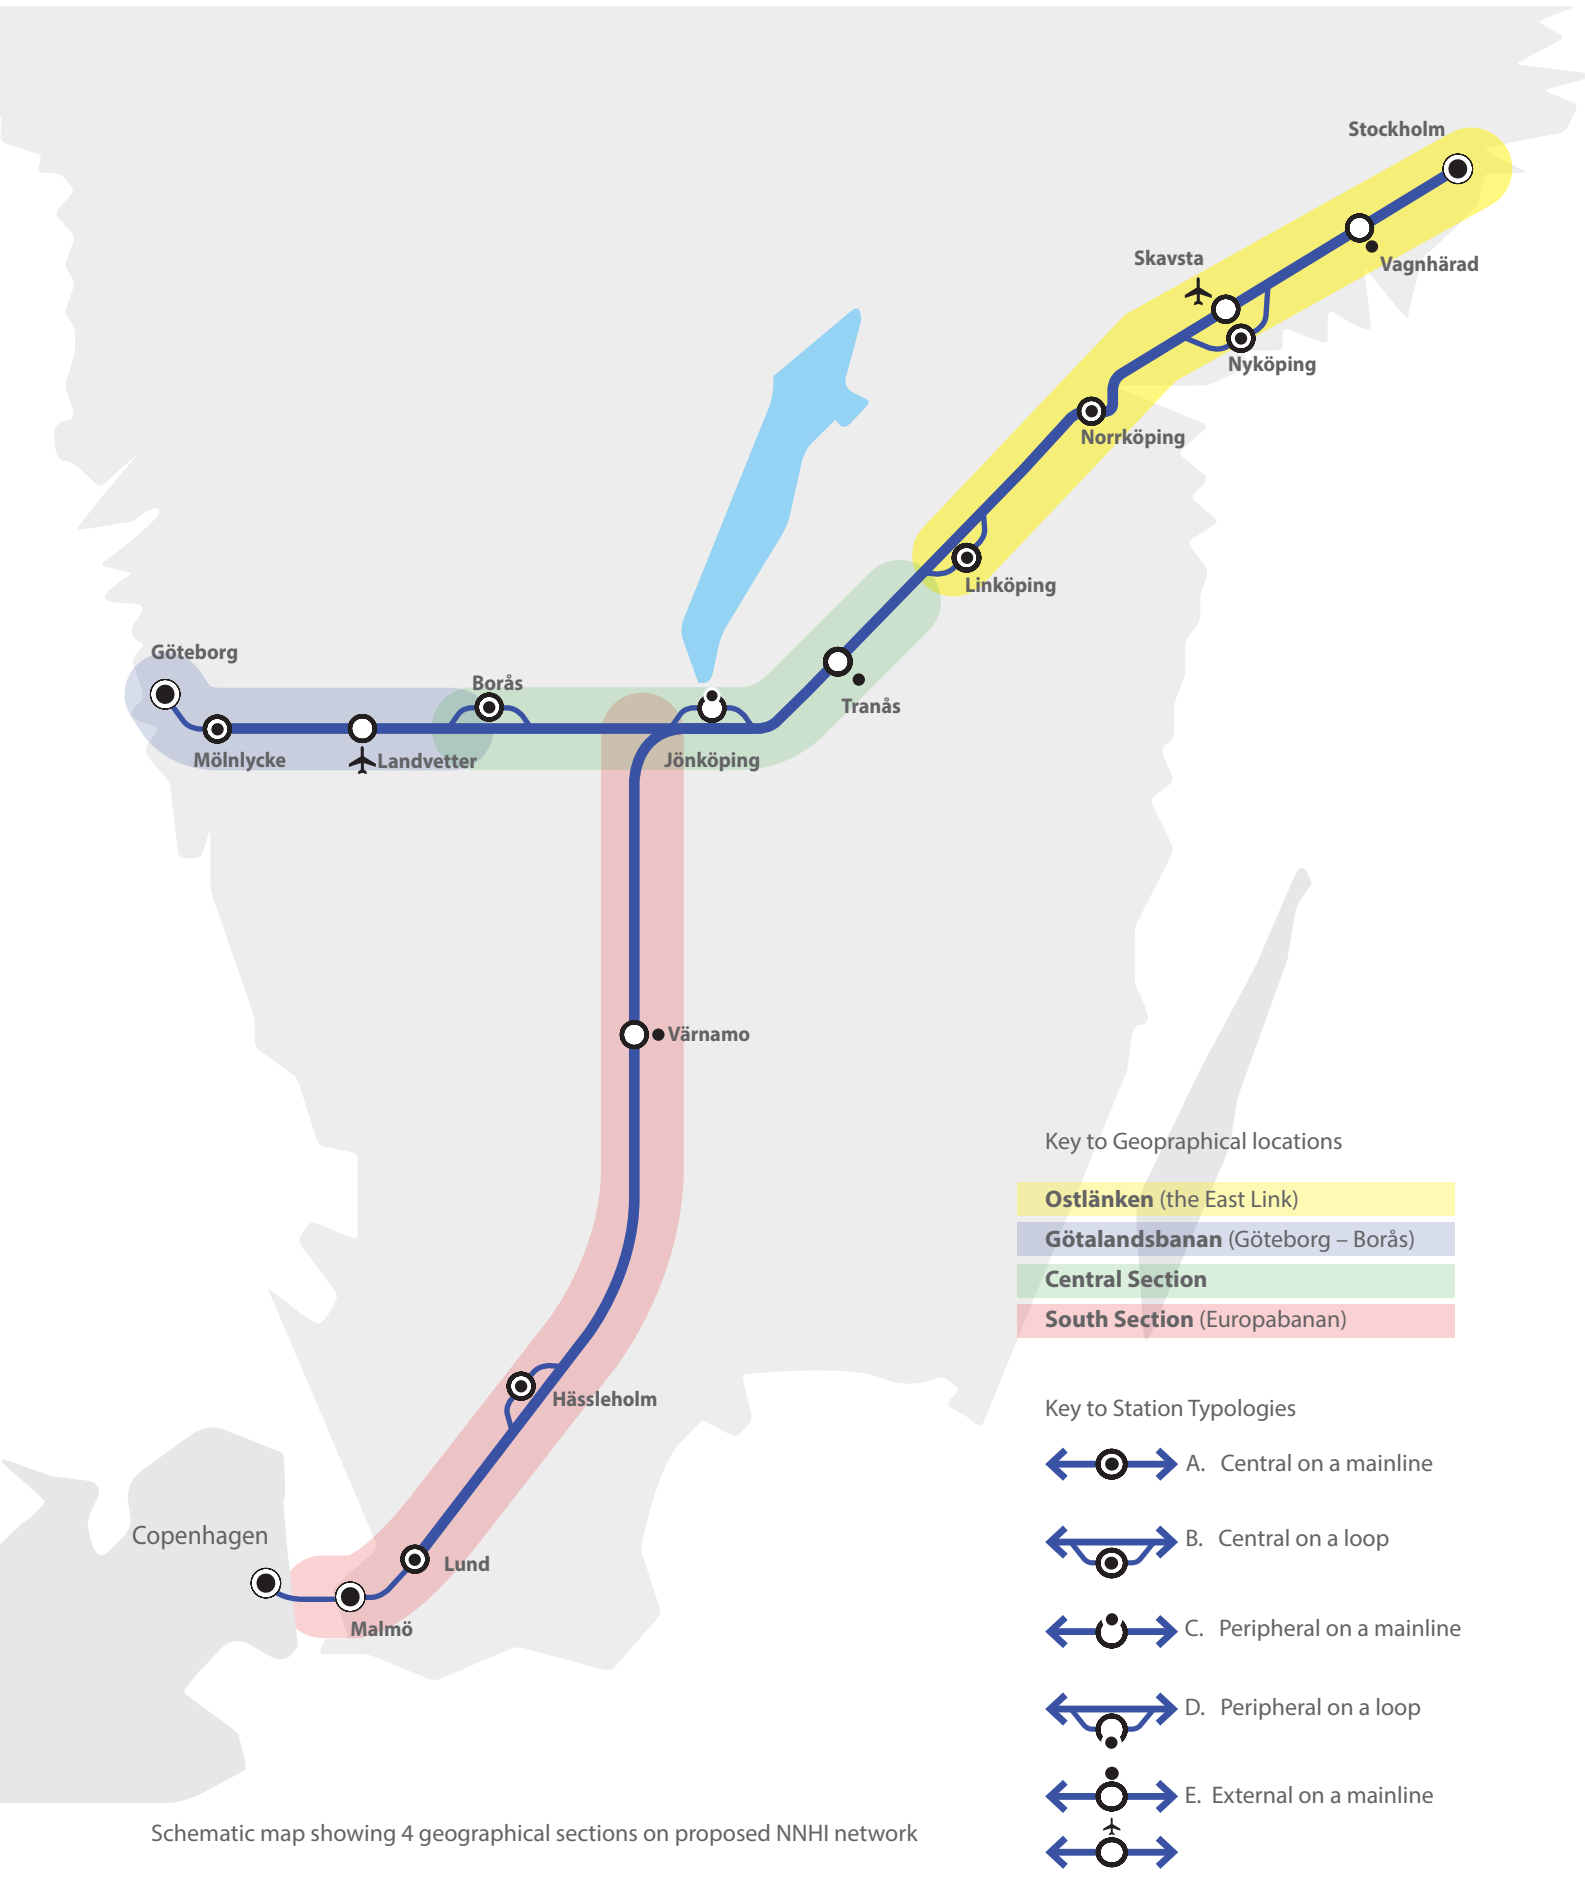 Stockholm
Skavsta
Vagnhärad
Nyköping
Norrköping
Linköping
Göteborg
Borås
Tranås
Mölnlycke
Landvetter
Jönköping
Värnamo
Key to Geopraphical locations
Ostlänken (the East Link)
Götalandsbanan (Göteborg – Borås)
Central Section
South Section (Europabanan)
Hässleholm
Key to Station Typologies
A. Central on a mainline
Copenhagen
B. Central on a loop
Lund
Malmö
C. Peripheral on a mainline
D. Peripheral on a loop
E. External on a mainline
Schematic map showing 4 geographical sections on proposed NNHI network